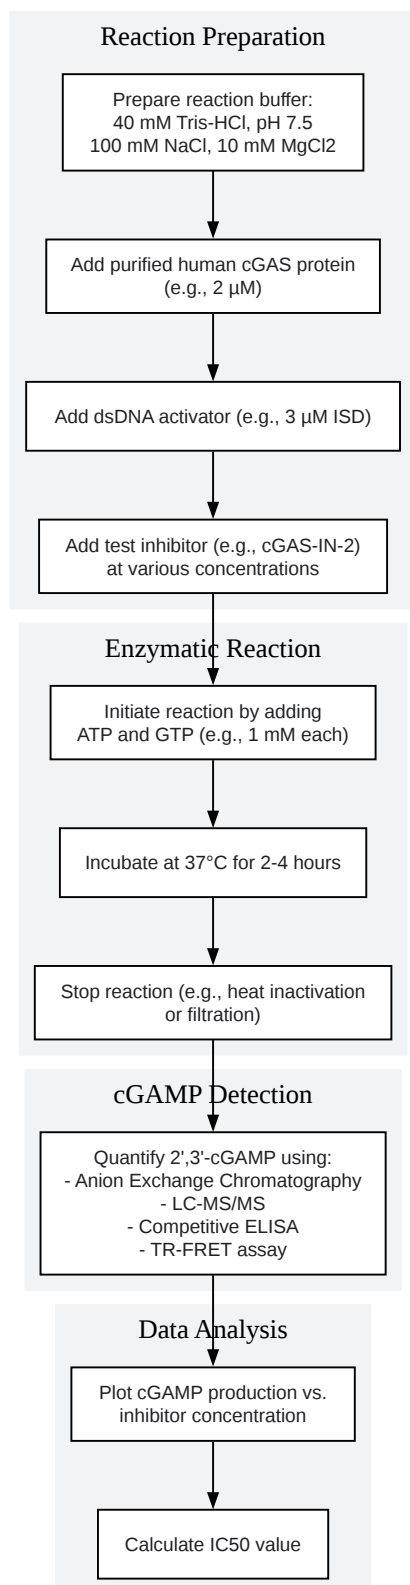 Reaction Preparation
Prepare reaction buffer:
40 mM Tris-HCl, pH 7.5
100 mM NaCl, 10 mM MgCl2
Add purified human cGAS protein
(e.g., 2 µM)
Add dsDNA activator (e.g., 3 µM ISD)
Add test inhibitor (e.g., cGAS-IN-2)
at various concentrations
Enzymatic Reaction
Initiate reaction by adding
ATP and GTP (e.g., 1 mM each)
Incubate at 37°C for 2-4 hours
Stop reaction (e.g., heat inactivation
or filtration)
cGAMP Detection
Quantify 2',3'-cGAMP using:
- Anion Exchange Chromatography
- LC-MS/MS
- Competitive ELISA
- TR-FRET assay
Data Analysis
Plot cGAMP production vs.
inhibitor concentration
Calculate IC50 value